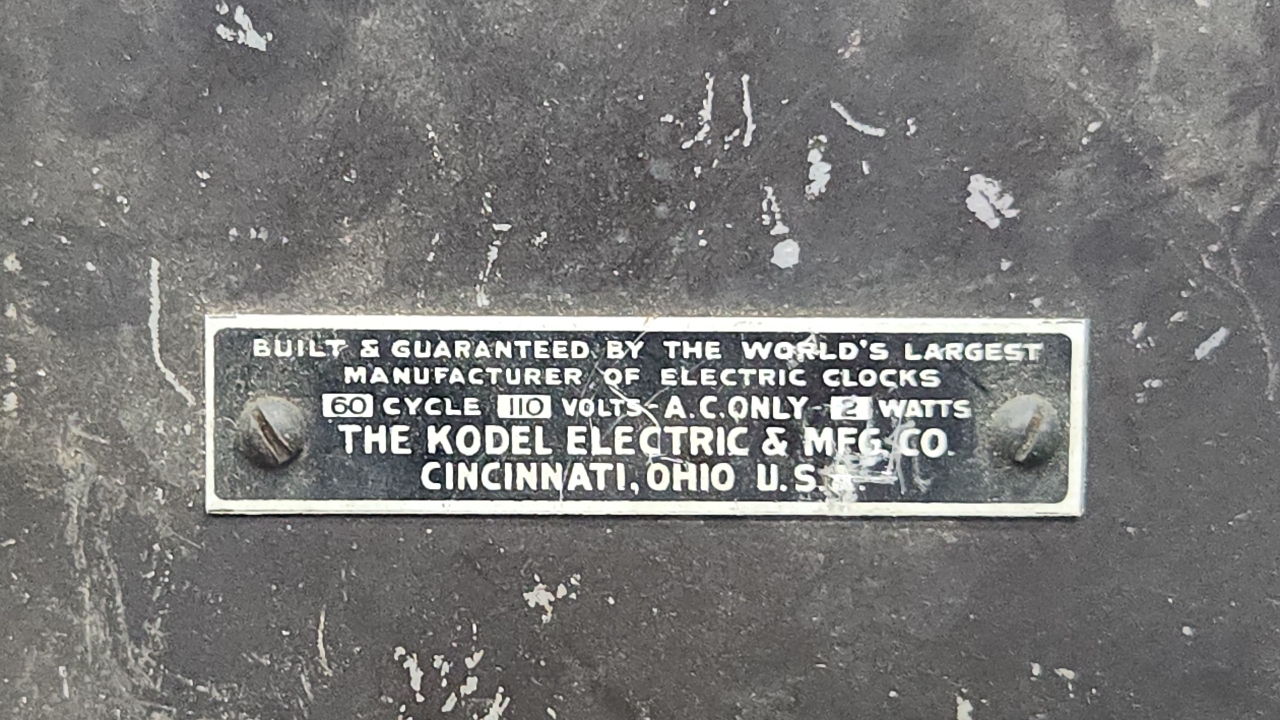 BUILT & GUARANTEED BY THE WORLD'S LARGEST
MANUFACTURER OF ELECTRIC CLOCKS
60 CYCLE 110 VOLTS-A.C.ONLY-2 WATTS
THE KODEL ELECTRIC & MFG.CO.
CINCINNATI, OHIO U.S.A.